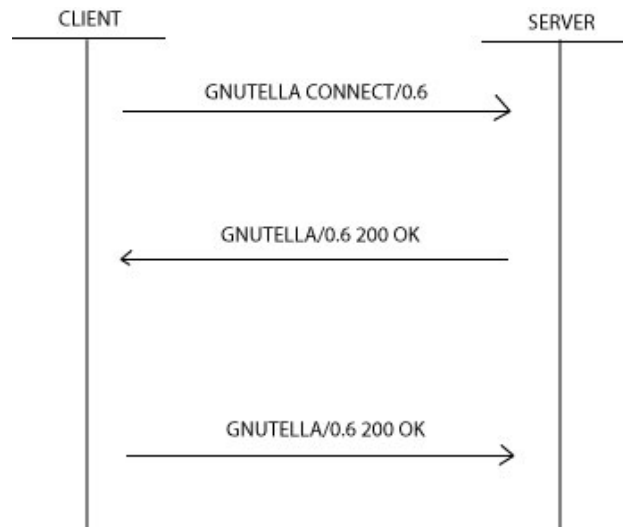 CLIENT
SERVER
GNUTELLA CONNECT/0.6
GNUTELLA/0.6 200 OK
GNUTELLA/0.6 200 OK